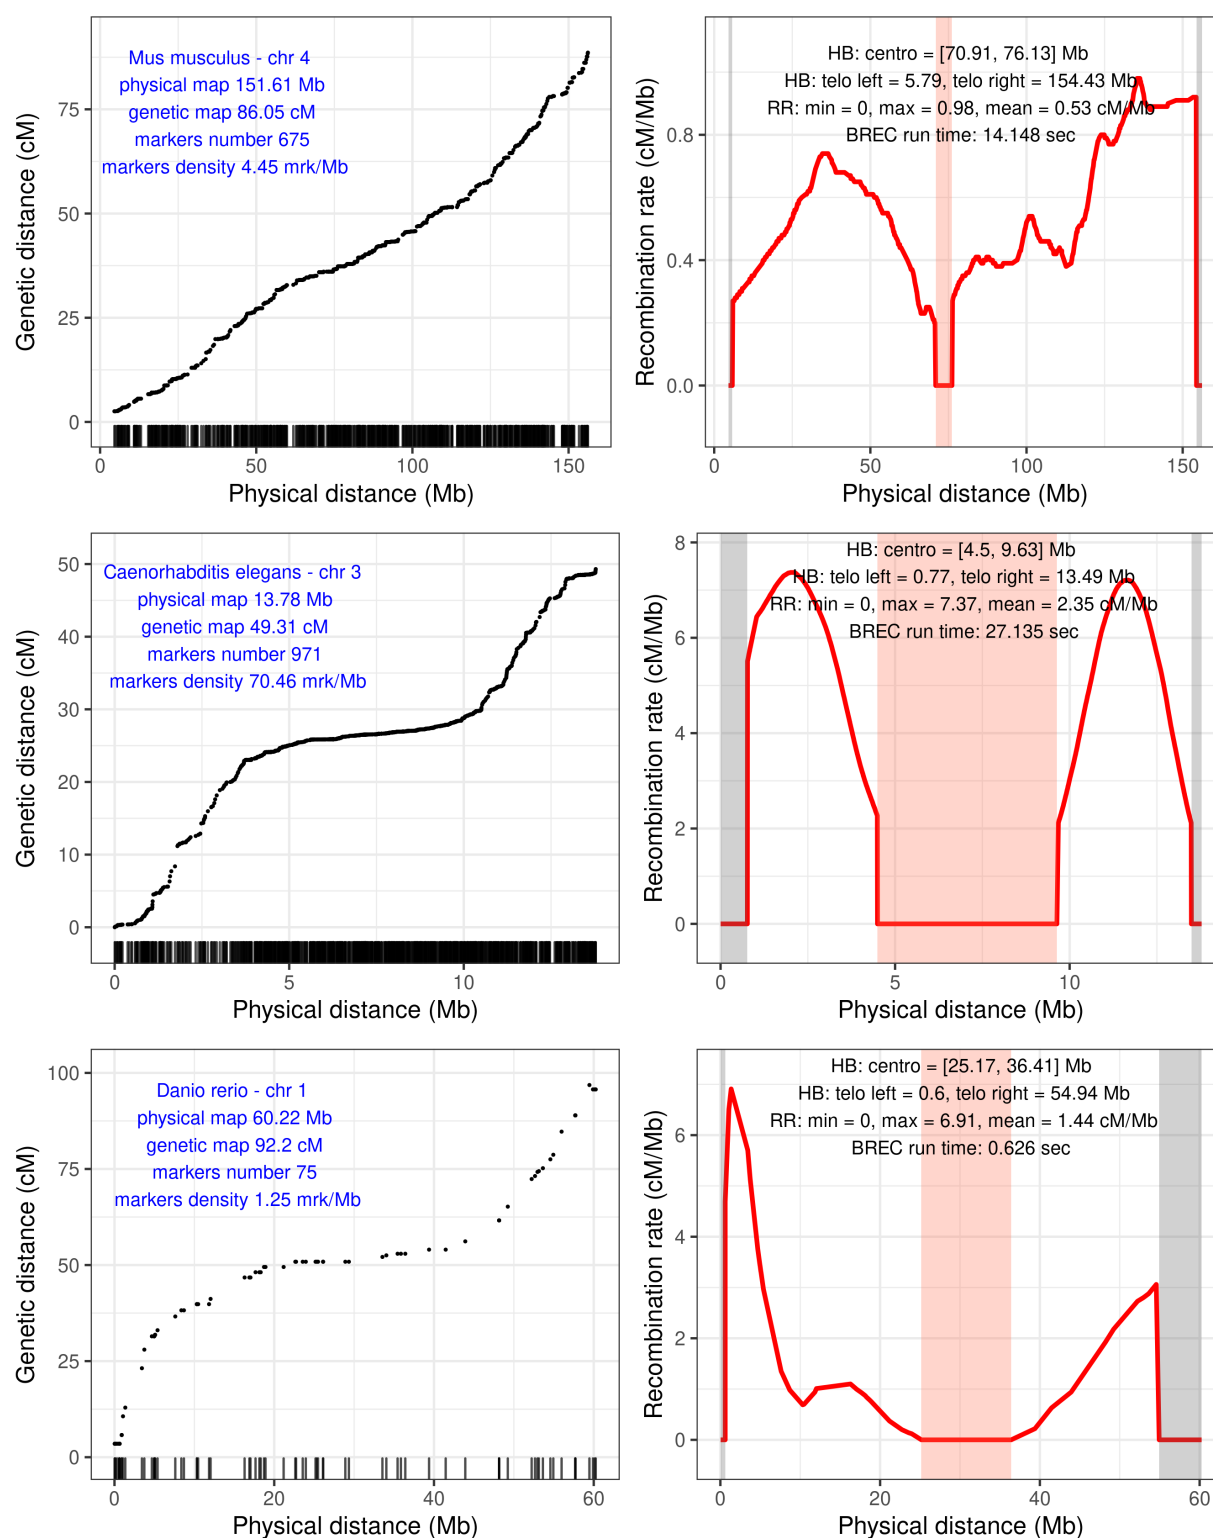 Mus musculus - chr 4
physical map 151.61 Mb
genetic map 86.05 cM
markers number 675
markers density 4.45 mrk/Mb
Genetic distance (cM)
75
50
25
0
0 50 100 150
Physical distance (Mb)
HB: centro = [70.91, 76.13] Mb
HB: telo left = 5.79, telo right = 154.43 Mb
RR: min = 0, max = 0.98, mean = 0.53 cM/Mb
BREC run time: 14.148 sec
Recombination rate (cM/Mb)
0.8
0.4
0.0
0 50 100 150
Physical distance (Mb)
Caenorhabditis elegans - chr 3
physical map 13.78 Mb
genetic map 49.31 cM
markers number 971
markers density 70.46 mrk/Mb
Genetic distance (cM)
50
40
30
20
10
0
0 5 10
Physical distance (Mb)
HB: centro = [4.5, 9.63] Mb
HB: telo left = 0.77, telo right = 13.49 Mb
RR: min = 0, max = 7.37, mean = 2.35 cM/Mb
BREC run time: 27.135 sec
Recombination rate (cM/Mb)
8
6
4
2
0
0 5 10
Physical distance (Mb)
Danio rerio - chr 1
physical map 60.22 Mb
genetic map 92.2 cM
markers number 75
markers density 1.25 mrk/Mb
Genetic distance (cM)
100
75
50
25
0
0 20 40 60
Physical distance (Mb)
HB: centro = [25.17, 36.41] Mb
HB: telo left = 0.6, telo right = 54.94 Mb
RR: min = 0, max = 6.91, mean = 1.44 cM/Mb
BREC run time: 0.626 sec
Recombination rate (cM/Mb)
6
4
2
0
0 20 40 60
Physical distance (Mb)